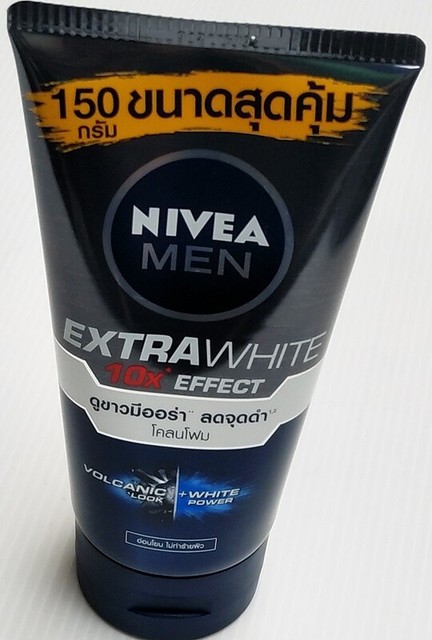 150 ขนาดสุดคุ้ม
กรัม
NIVEA
MEN
EXTRAWHITE
10x* EFFECT
ดูขาวมีออร่า** ลดจุดดำ¹·²
โคลนโฟม
VOLCANIC + WHITE
LOOK POWER
อ่อนโยน ไม่ทำร้ายผิว